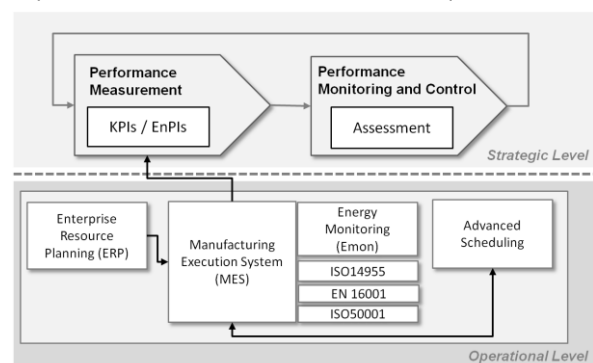 Performance
Measurement
KPIs / EnPIs
Performance
Monitoring and Control
Assessment
Strategic Level
Enterprise
Resource
Planning (ERP)
Manufacturing
Execution System
(MES)
Energy
Monitoring
(Emon)
ISO14955
EN 16001
ISO50001
Advanced
Scheduling
Operational Level